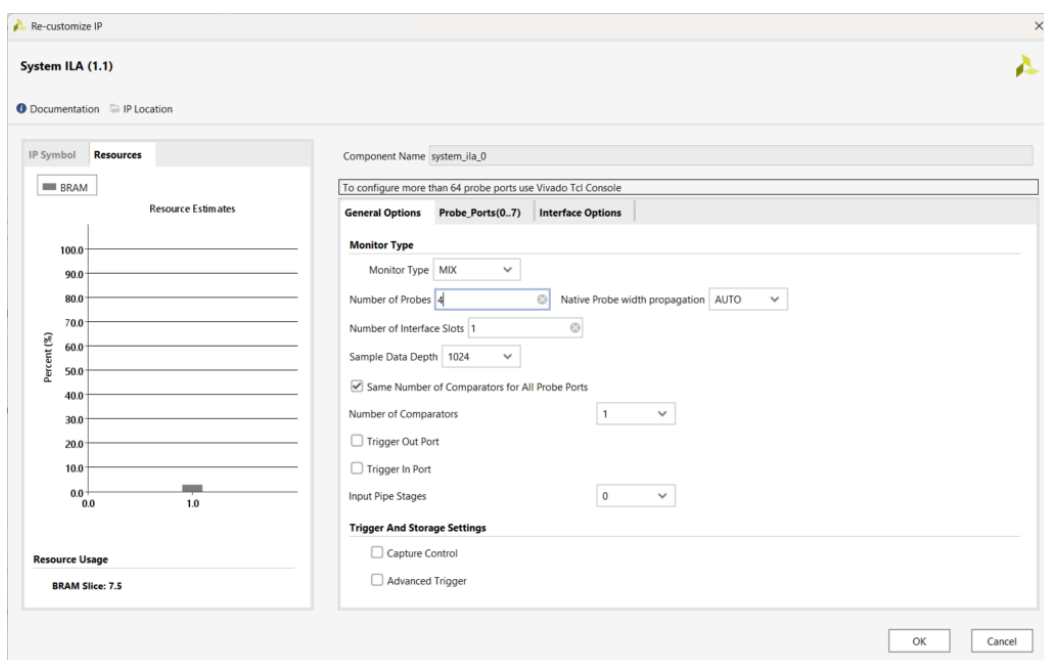 Re-customize IP
System ILA (1.1)
Documentation IP Location
IP Symbol Resources
BRAM
Resource Estimates
100.0
90.0
80.0
70.0
60.0
50.0
40.0
30.0
20.0
10.0
0.0
Percent (%)
0.0 1.0
Resource Usage
BRAM Slice: 7.5
Component Name system_ila_0
To configure more than 64 probe ports use Vivado Tcl Console
General Options Probe_Ports(0..7) Interface Options
Monitor Type
Monitor Type MIX
Number of Probes 4 Native Probe width propagation AUTO
Number of Interface Slots 1
Sample Data Depth 1024
Same Number of Comparators for All Probe Ports
Number of Comparators 1
Trigger Out Port
Trigger In Port
Input Pipe Stages 0
Trigger And Storage Settings
Capture Control
Advanced Trigger
OK Cancel